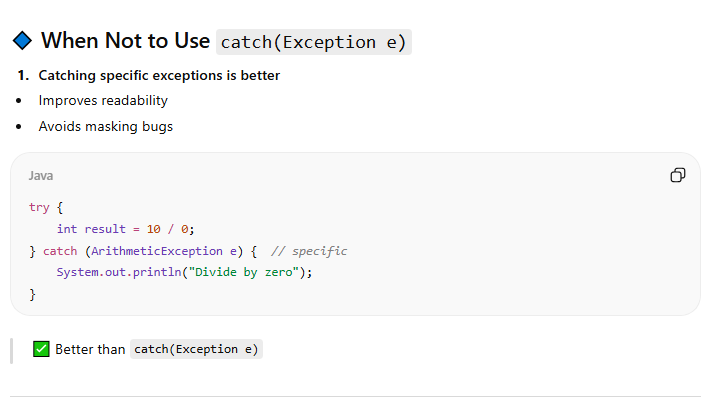 When Not to Use catch(Exception e)
1. Catching specific exceptions is better
• Improves readability
• Avoids masking bugs
Java
try {
    int result = 10 / 0;
} catch (ArithmeticException e) {  // specific
    System.out.println("Divide by zero");
}
✅ Better than catch(Exception e)